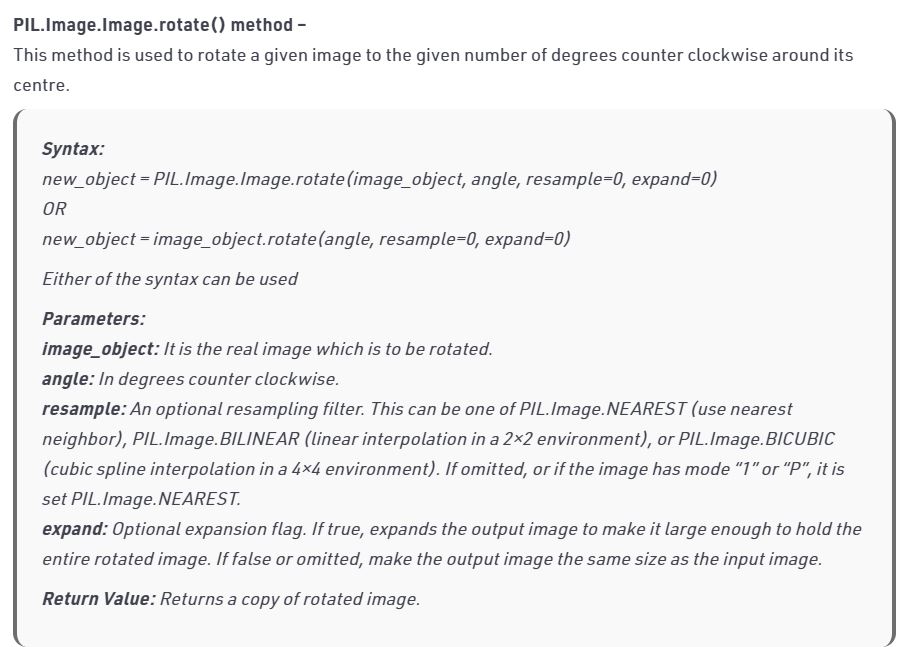 PIL.Image.Image.rotate() method –
This method is used to rotate a given image to the given number of degrees counter clockwise around its
centre.
Syntax:
new_object = PIL.Image.Image.rotate(image_object, angle, resample=0, expand=0)
OR
new_object = image_object.rotate(angle, resample=0, expand=0)
Either of the syntax can be used
Parameters:
image_object: It is the real image which is to be rotated.
angle: In degrees counter clockwise.
resample: An optional resampling filter. This can be one of PIL.Image.NEAREST (use nearest
neighbor), PIL.Image.BILINEAR (linear interpolation in a 2×2 environment), or PIL.Image.BICUBIC
(cubic spline interpolation in a 4×4 environment). If omitted, or if the image has mode “1” or “P”, it is
set PIL.Image.NEAREST.
expand: Optional expansion flag. If true, expands the output image to make it large enough to hold the
entire rotated image. If false or omitted, make the output image the same size as the input image.
Return Value: Returns a copy of rotated image.